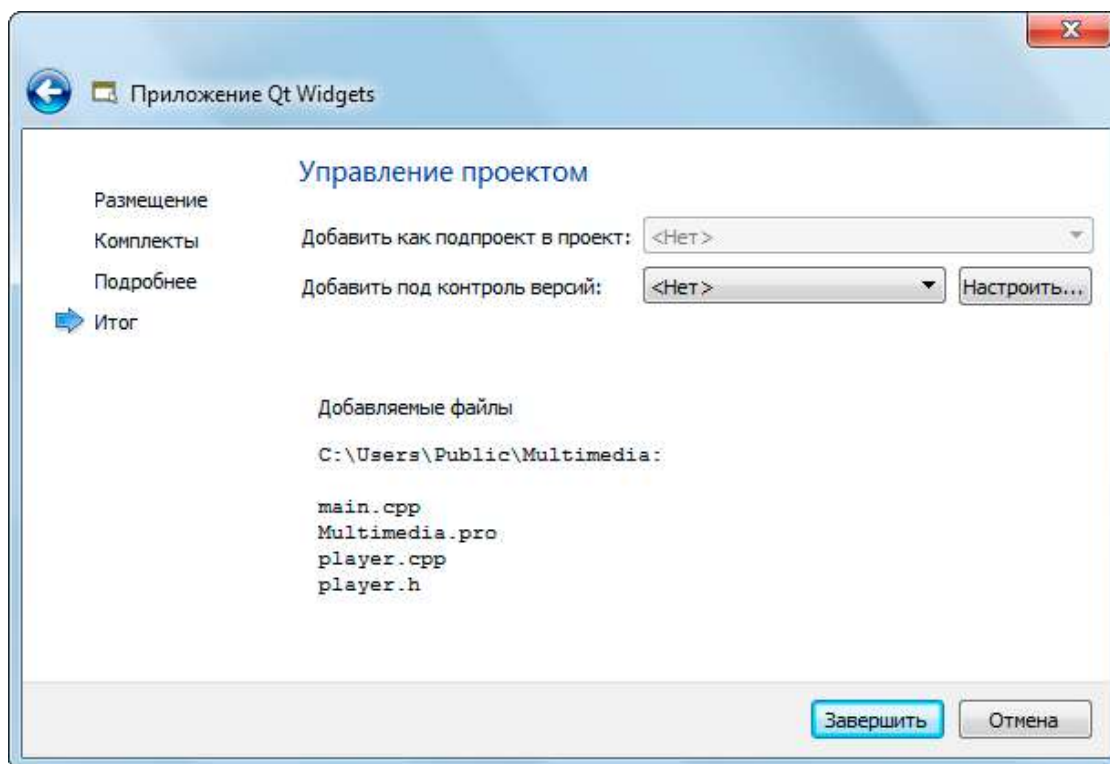 Приложение Qt Widgets
Размещение
Комплекты
Подробнее
Итог
Управление проектом
Добавить как подпроект в проект: <Нет>
Добавить под контроль версий: <Нет> Настроить...
Добавляемые файлы
C:\Users\Public\Multimedia:
main.cpp
Multimedia.pro
player.cpp
player.h
Завершить Отмена